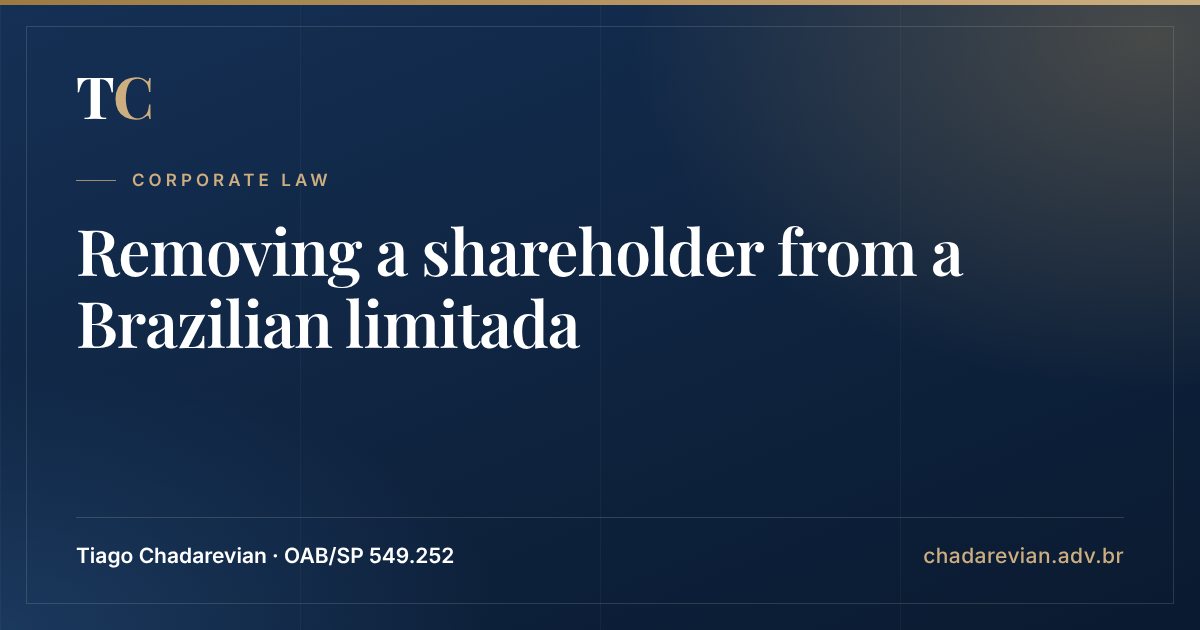 TC
CORPORATE LAW
Removing a shareholder from a
Brazilian limitada
Tiago Chadarevian · OAB/SP 549.252
chadarevian.adv.br